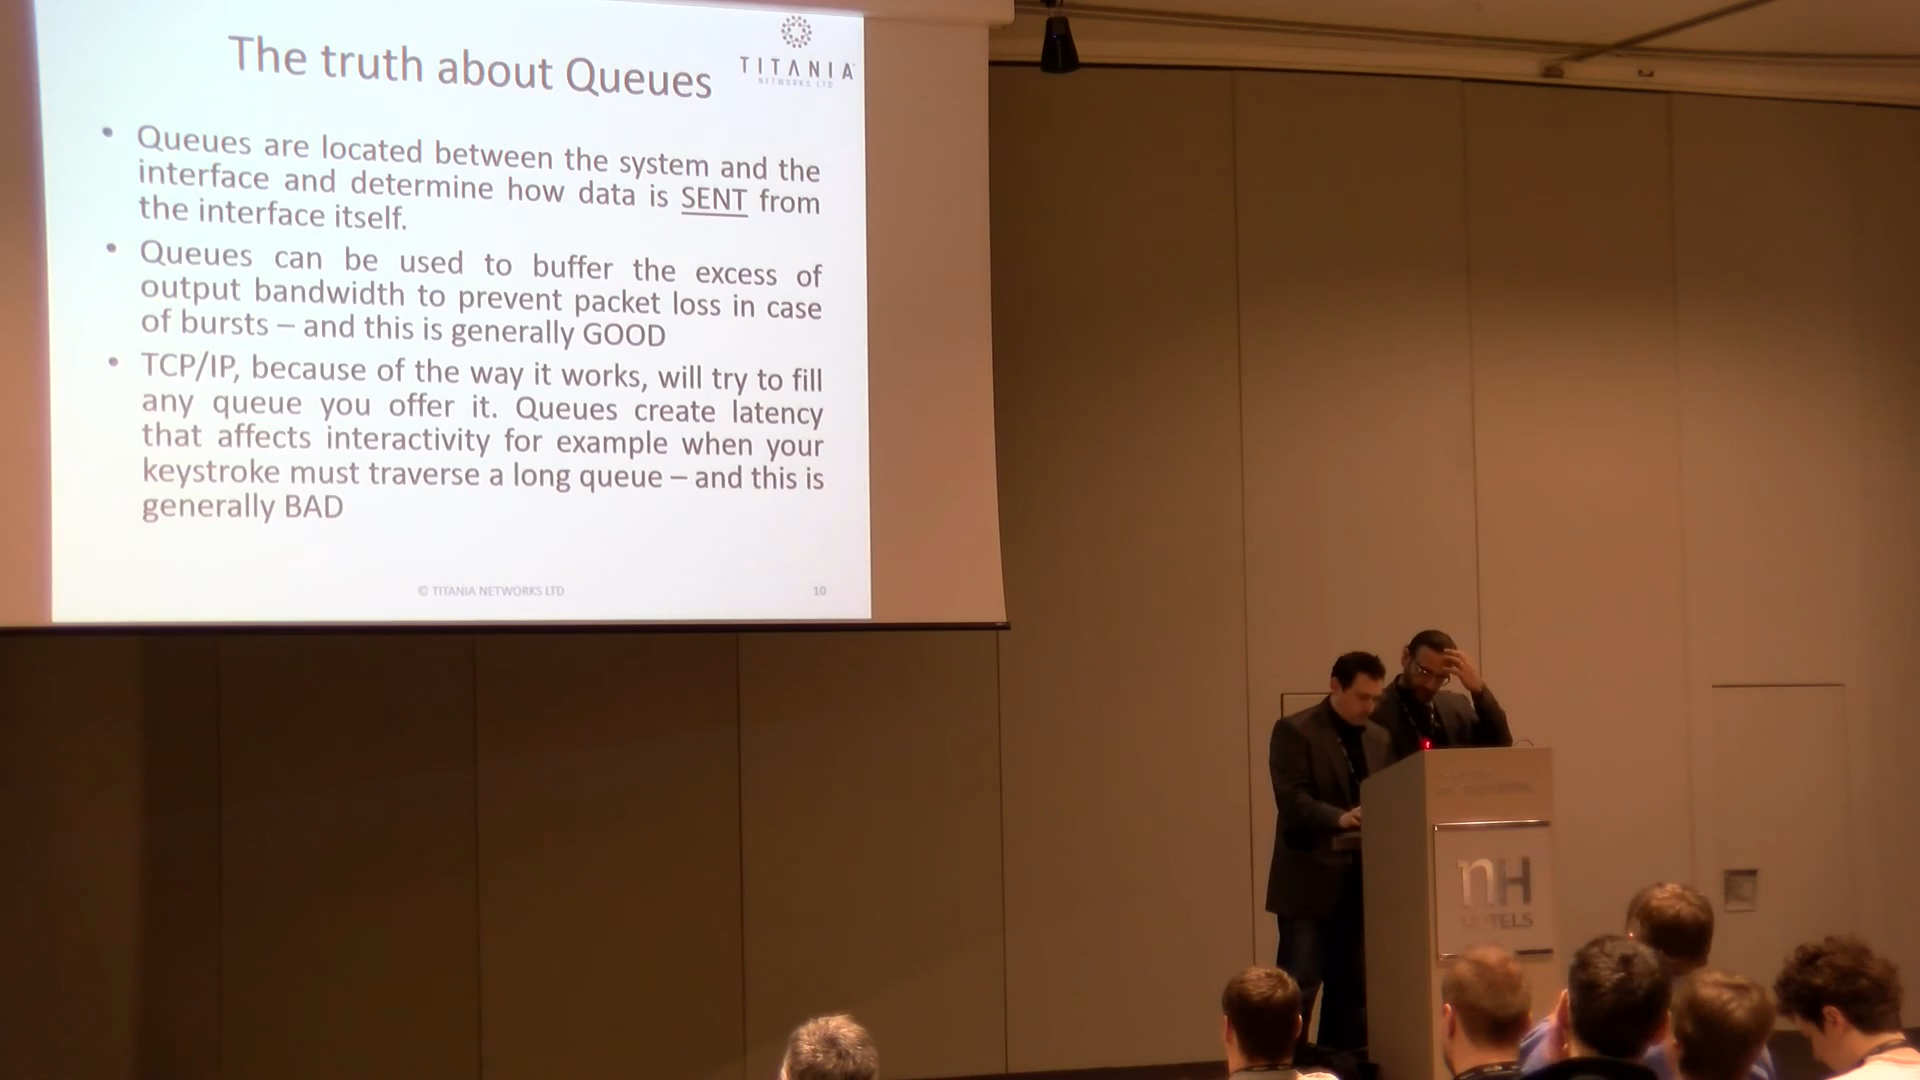 The truth about Queues
TITANIA
NETWORKS LTD
• Queues are located between the system and the
interface and determine how data is SENT from
the interface itself.
• Queues can be used to buffer the excess of
output bandwidth to prevent packet loss in case
of bursts – and this is generally GOOD
• TCP/IP, because of the way it works, will try to fill
any queue you offer it. Queues create latency
that affects interactivity for example when your
keystroke must traverse a long queue – and this is
generally BAD
© TITANIA NETWORKS LTD
10
nH
HOTELS